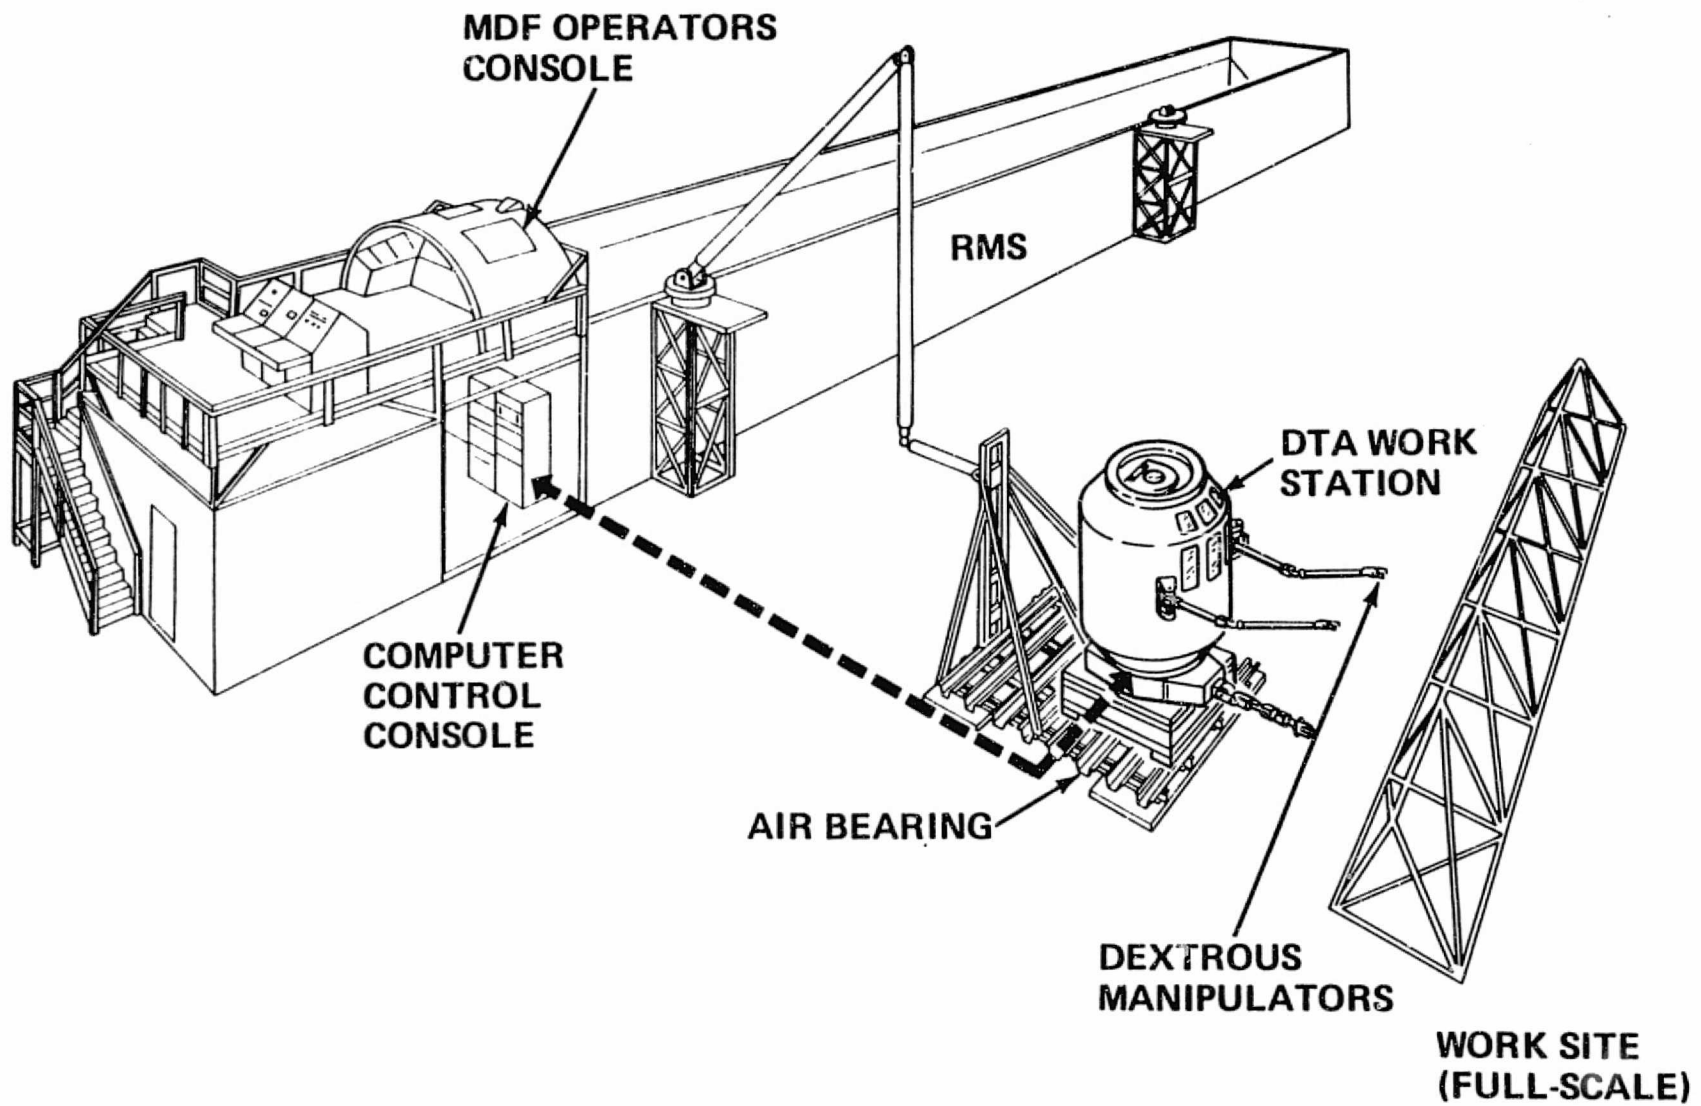 MDF OPERATORS
CONSOLE
RMS
DTA WORK
STATION
COMPUTER
CONTROL
CONSOLE
AIR BEARING
DEXTROUS
MANIPULATORS
WORK SITE
(FULL-SCALE)